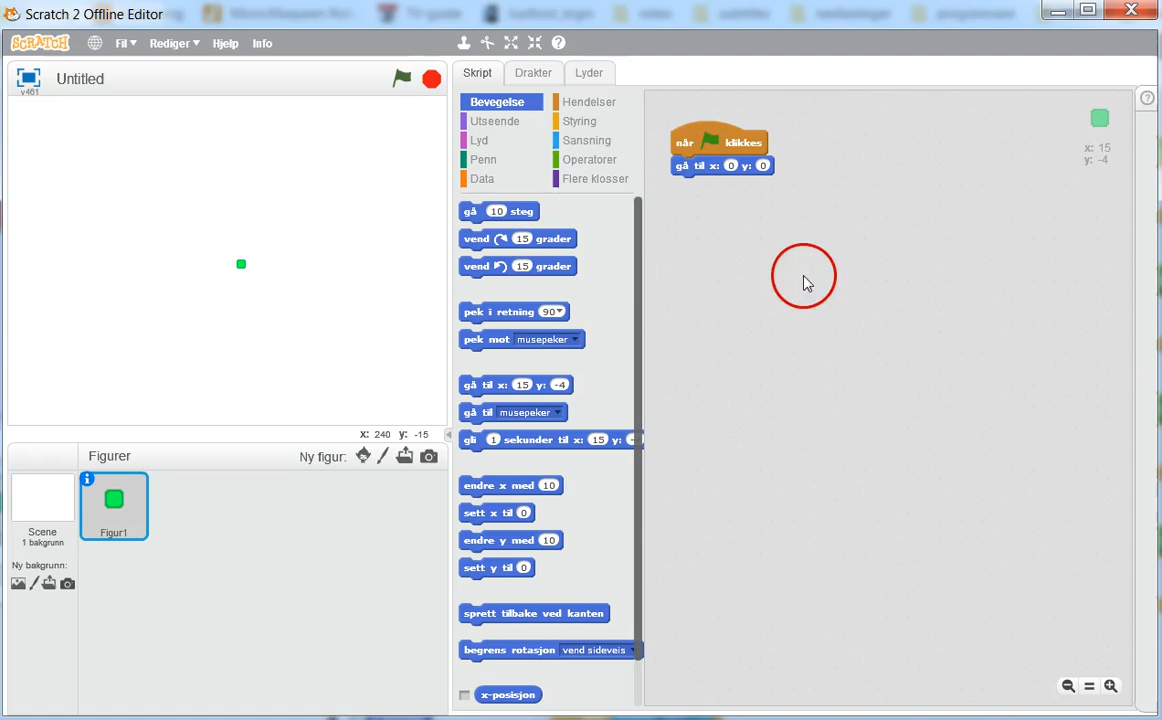 Scratch 2 Offline Editor
SCRATCH Fil Rediger Hjelp Info
v461 Untitled
Skript Drakter Lyder
Bevegelse Hendelser
Utseende Styring
Lyd Sansning
Penn Operatorer
Data Flere klosser
gå 10 steg
vend 15 grader
vend 15 grader
pek i retning 90
pek mot musepeker
gå til x: 15 y: -4
gå til musepeker
gli 1 sekunder til x: 15 y:
endre x med 10
sett x til 0
endre y med 10
sett y til 0
sprett tilbake ved kanten
begrens rotasjon vend sideveis
x-posisjon
når klikkes
gå til x: 0 y: 0
x: 15
y: -4
x: 240 y: -15
Figurer Ny figur:
Scene
1 bakgrunn
Ny bakgrunn:
Figur1